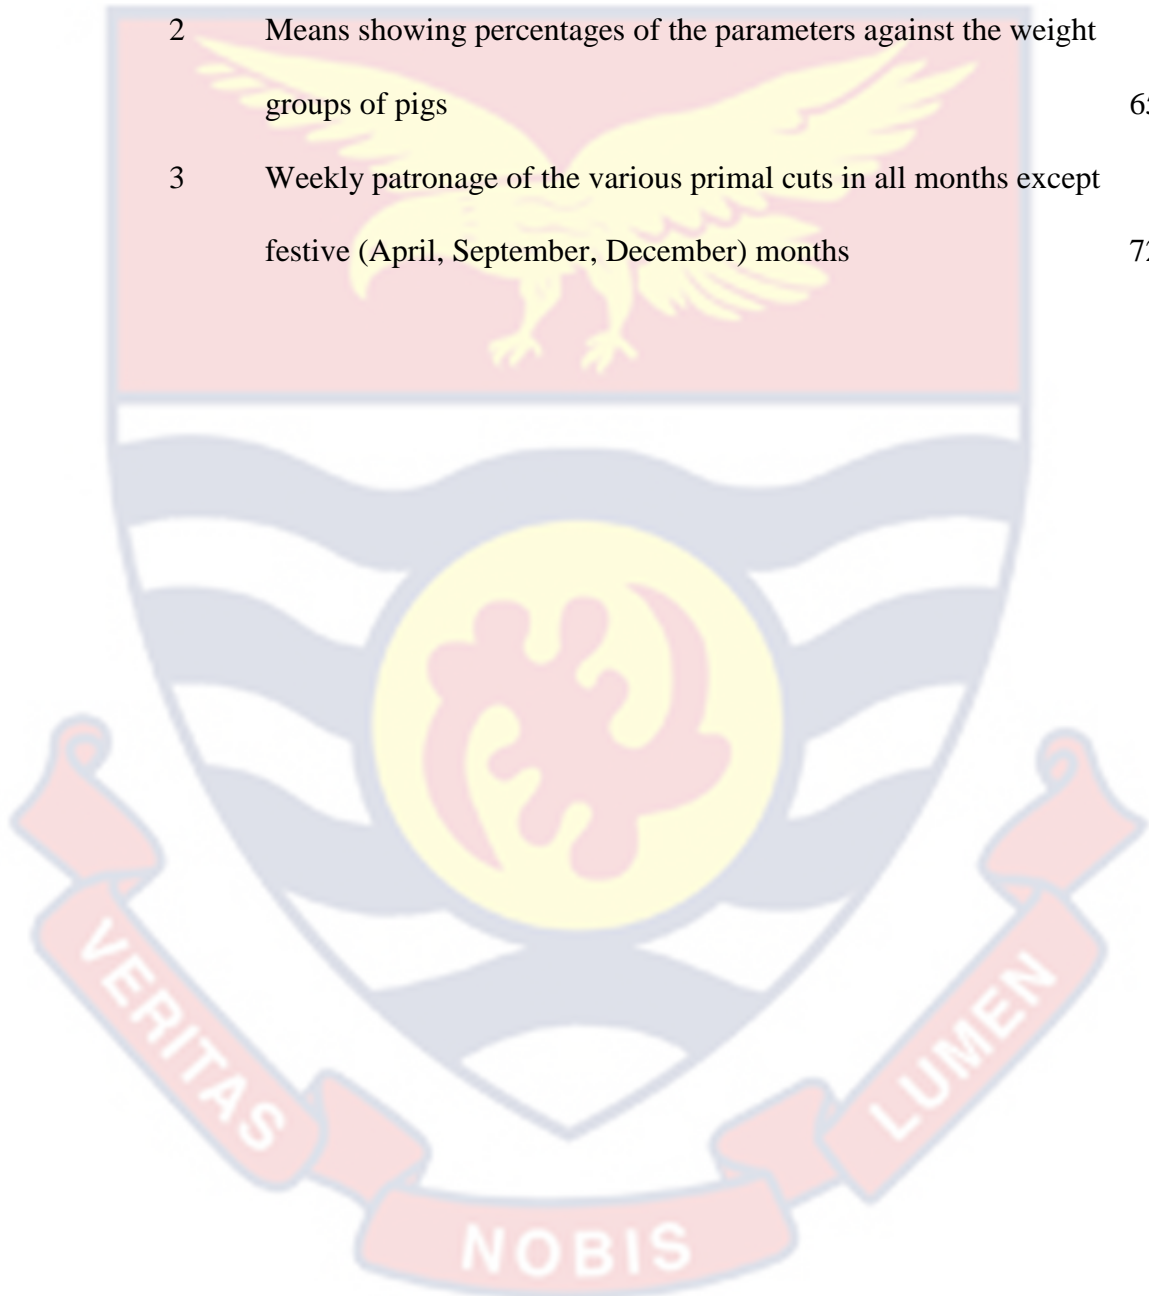 2 Means showing percentages of the parameters against the weight
groups of pigs
3 Weekly patronage of the various primal cuts in all months except
festive (April, September, December) months
VERITAS
NOBIS
LUMEN